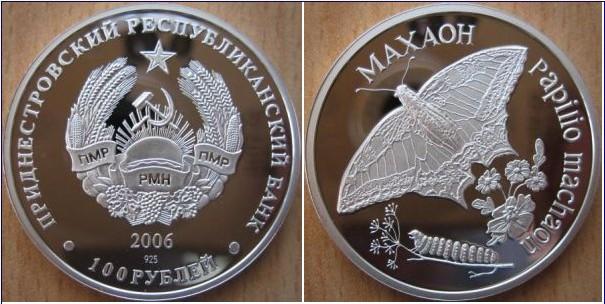 ПРИДНЕСТРОВСКИЙ РЕСПУБЛИКАНСКИЙ БАНК
ПМР
ПМР
РМН
2006
925
100 РУБЛЕЙ
МАХАОН
Papilio machaon